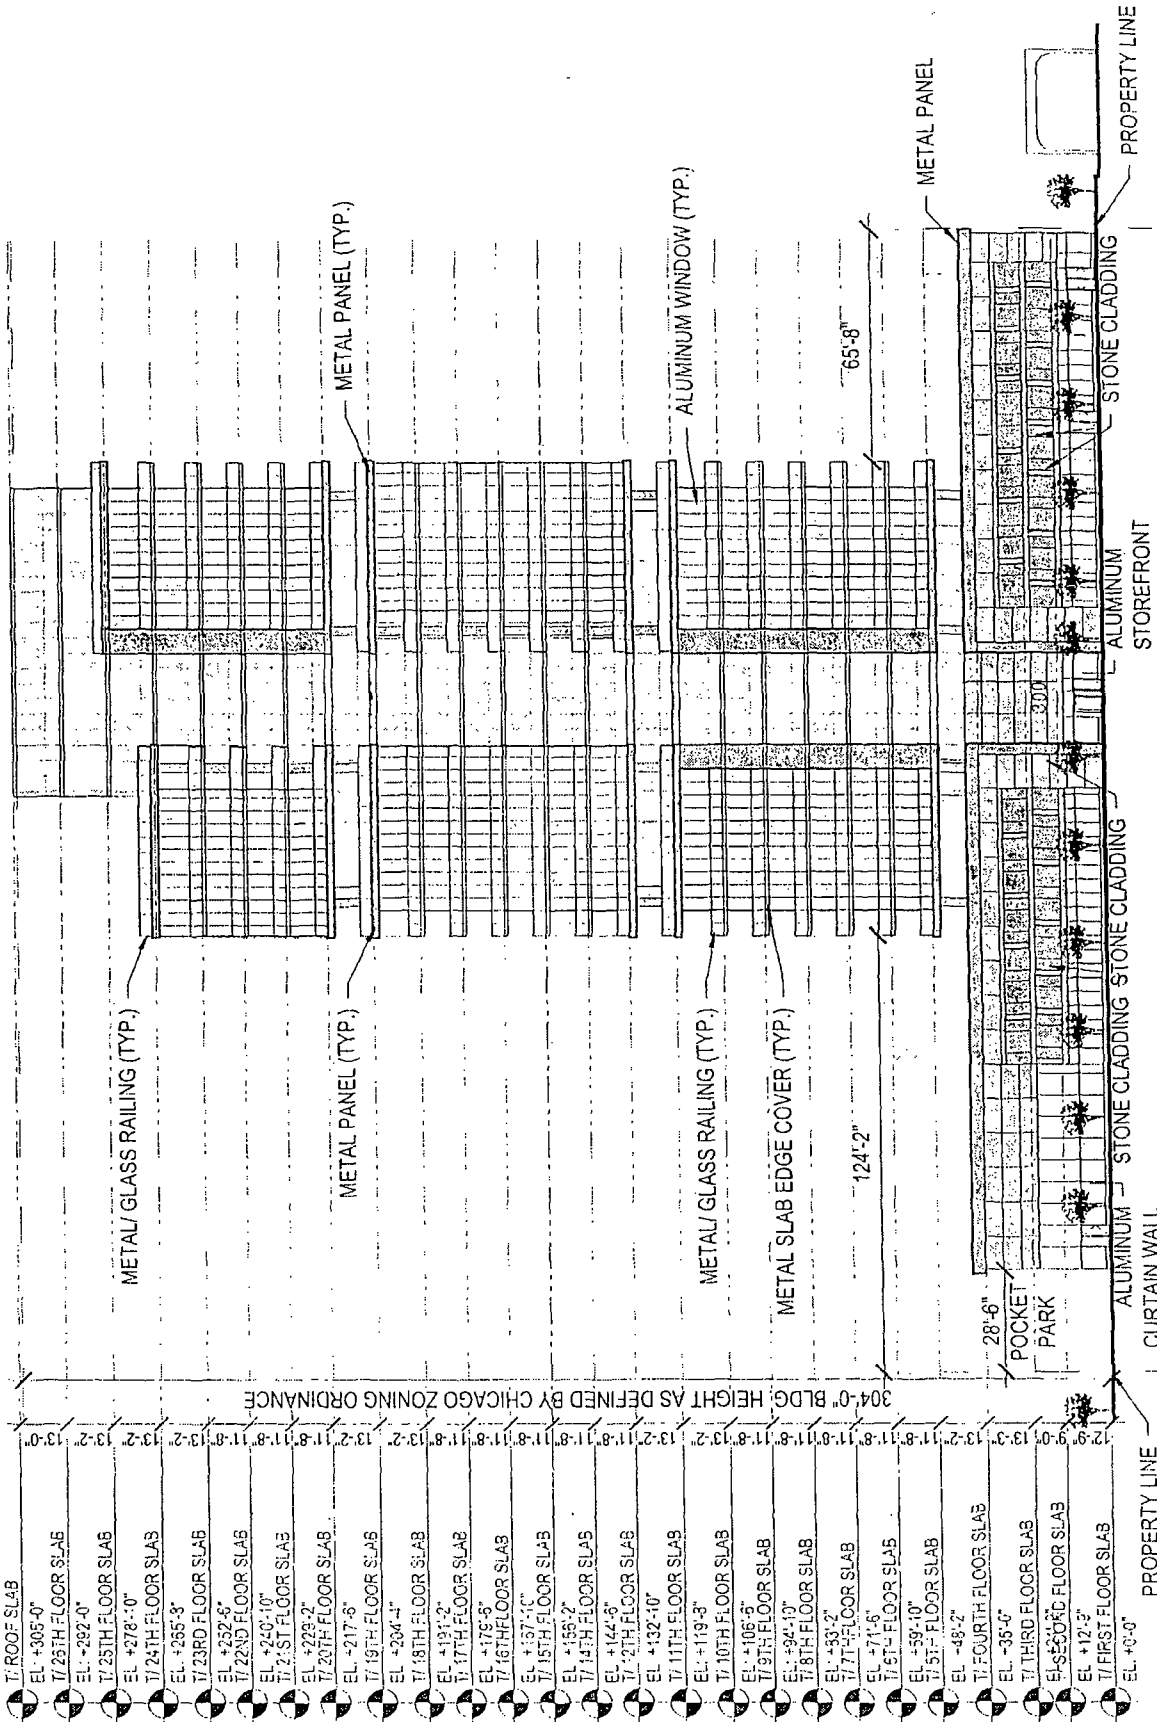 T/ ROOF SLAB
EL. +305'-0"
T/ 26TH FLOOR SLAB
EL. +292'-0"
T/ 25TH FLOOR SLAB
EL. +278'-10"
T/ 24TH FLOOR SLAB
T/ 23RD FLOOR SLAB
EL. +252'-6"
T/ 22ND FLOOR SLAB
EL. +240'-10"
T/ 21ST FLOOR SLAB
EL. +229'-2"
T/ 20TH FLOOR SLAB
EL. +217'-6"
T/ 19TH FLOOR SLAB
T/ 18TH FLOOR SLAB
EL. +191'-2"
T/ 17TH FLOOR SLAB
EL. +179'-6"
T/ 16TH FLOOR SLAB
T/ 15TH FLOOR SLAB
EL. +156'-2"
T/ 14TH FLOOR SLAB
EL. +144'-6"
T/ 12TH FLOOR SLAB
EL. +132'-10"
T/ 11TH FLOOR SLAB
EL. +119'-8"
T/ 10TH FLOOR SLAB
EL. +106'-6"
T/ 9TH FLOOR SLAB
EL. +94'-10"
T/ 8TH FLOOR SLAB
EL. +83'-2"
T/ 7TH FLOOR SLAB
EL. +71'-6"
T/ 6TH FLOOR SLAB
EL. +59'-10"
T/ 5TH FLOOR SLAB
EL. +48'-2"
T/ FOURTH FLOOR SLAB
EL. +35'-0"
T/ THIRD FLOOR SLAB
T/ SECOND FLOOR SLAB
EL. +12'-9"
T/ FIRST FLOOR SLAB
EL. +0'-0"
13'-0"
13'-2"
13'-2"
13'-2"
11'-8"
11'-8"
11'-8"
13'-2"
13'-2"
11'-8"
11'-8"
11'-8"
11'-8"
11'-8"
13'-2"
13'-2"
11'-8"
11'-8"
11'-8"
11'-8"
11'-8"
13'-2"
13'-3"
9'-0"
12'-9"
304'-0" BLDG. HEIGHT AS DEFINED BY CHICAGO ZONING ORDINANCE
METAL/ GLASS RAILING (TYP.)
METAL PANEL (TYP.)
METAL/ GLASS RAILING (TYP.)
METAL SLAB EDGE COVER (TYP.)
124'-2"
28'-6"
POCKET
PARK
METAL PANEL (TYP.)
ALUMINUM WINDOW (TYP.)
65'-8"
METAL PANEL
300
PROPERTY LINE
ALUMINUM
CURTAIN WALL
STONE CLADDING
STONE CLADDING
ALUMINUM
STOREFRONT
STONE CLADDING
PROPERTY LINE